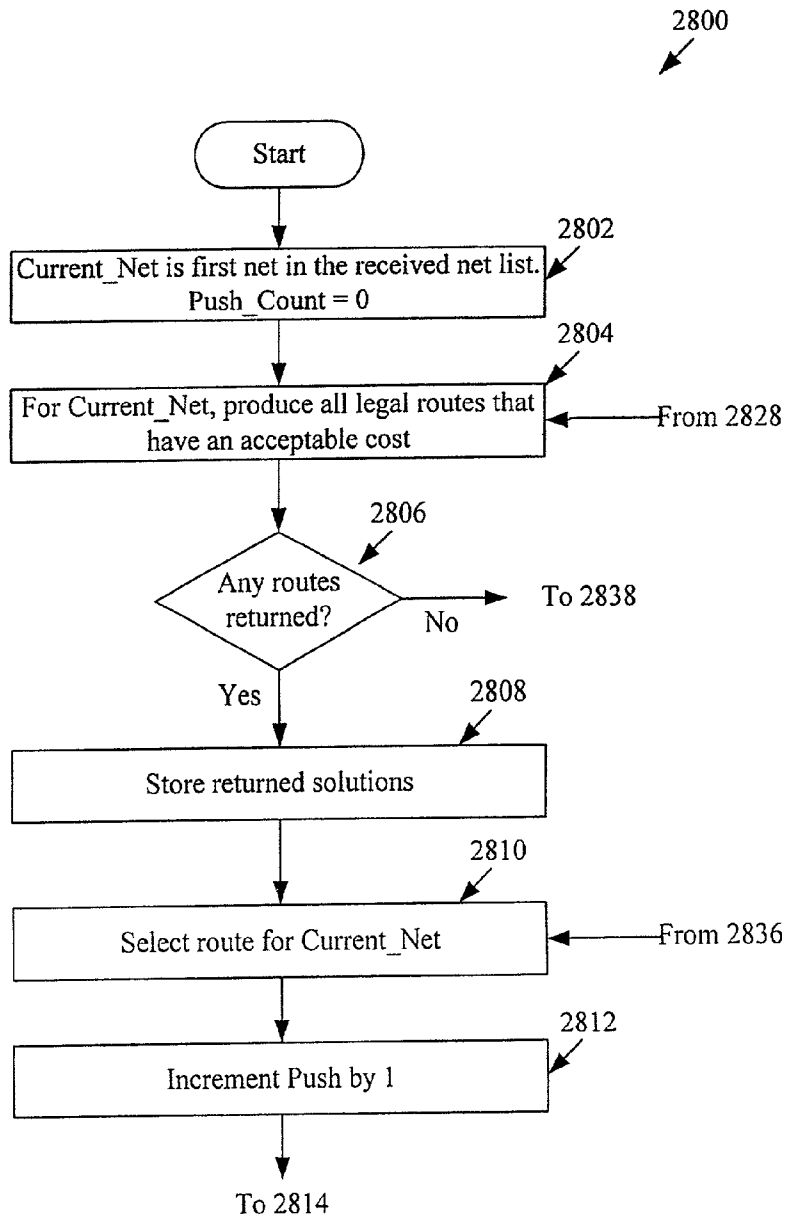 2800
Start
2802
Current_Net is first net in the received net list.
Push_Count = 0
2804
For Current_Net, produce all legal routes that
have an acceptable cost
From 2828
2806
Any routes
returned?
No
To 2838
Yes
2808
Store returned solutions
2810
Select route for Current_Net
From 2836
2812
Increment Push by 1
To 2814